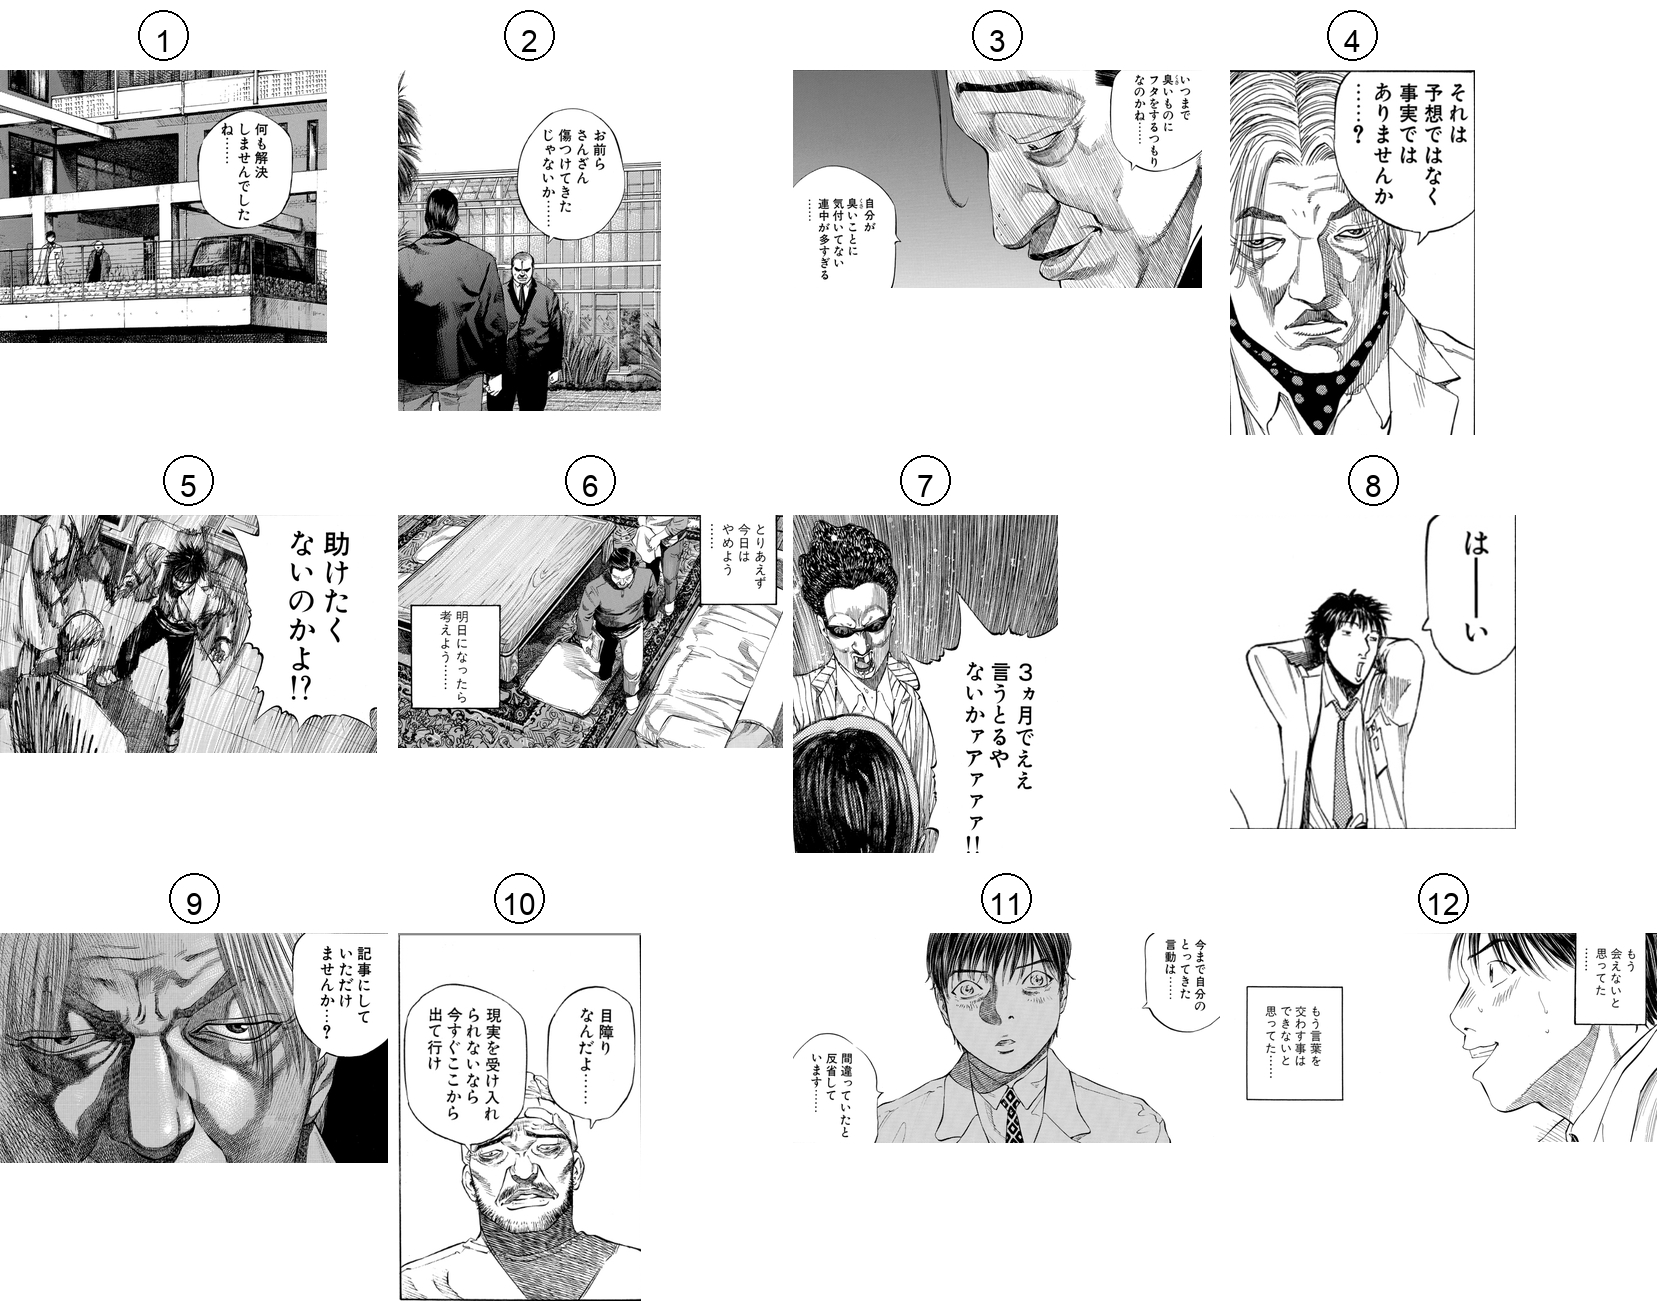 1
何も解決
しませんでした
ね……
2
お前ら
さんざん
傷つけてきた
じゃないか……
3
いつまで
臭いものに
フタをするつもり
なのかね……
自分が
臭いことに
気付いてない
連中が多すぎる
……
4
それは
予想ではなく
事実では
ありませんか
……?
5
助けたく
ないのかよ!?
6
とりあえず
今日は
やめよう
……
明日になったら
考えよう……
7
3ヵ月でええ
言うとるや
ないかァァァァァ!!
8
は――い
9
記事にして
いただけ
ませんか…?
10
目障り
なんだよ……
現実を受け入れ
られないなら
今すぐここから
出て行け
11
今まで自分の
とってきた
言動は……
間違っていたと
反省して
います……
12
もう
会えないと
思ってた
……
もう言葉を
交わす事は
できないと
思ってた……